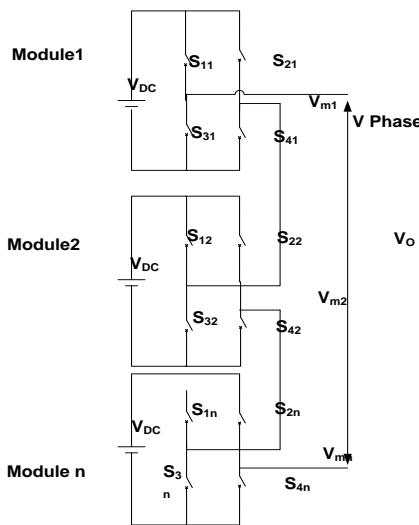 Module1
S11
S21
VDC
Vm1
V Phase
S31
S41
Module2
S12
S22
VO
VDC
Vm2
S32
S42
S1n
S2n
VDC
Vmn
Module n
S3
n
S4n